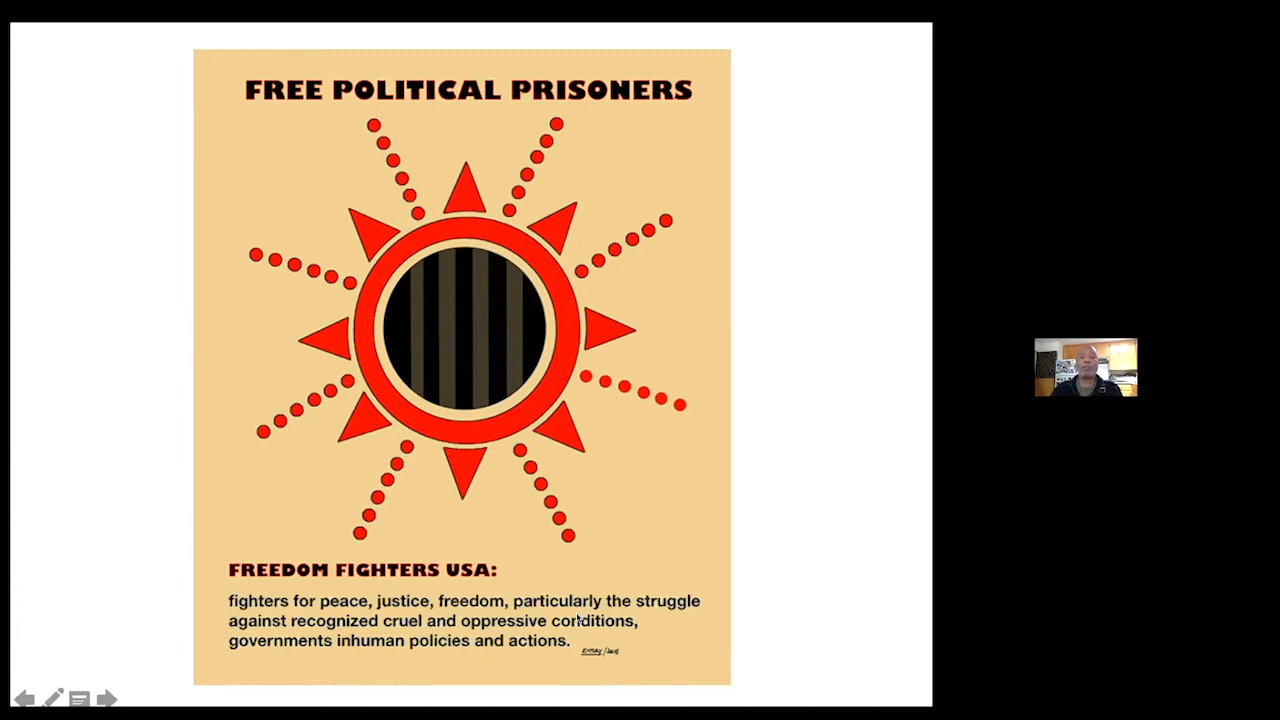 FREE POLITICAL PRISONERS
FREEDOM FIGHTERS USA:
fighters for peace, justice, freedom, particularly the struggle
against recognized cruel and oppressive conditions,
governments inhuman policies and actions.